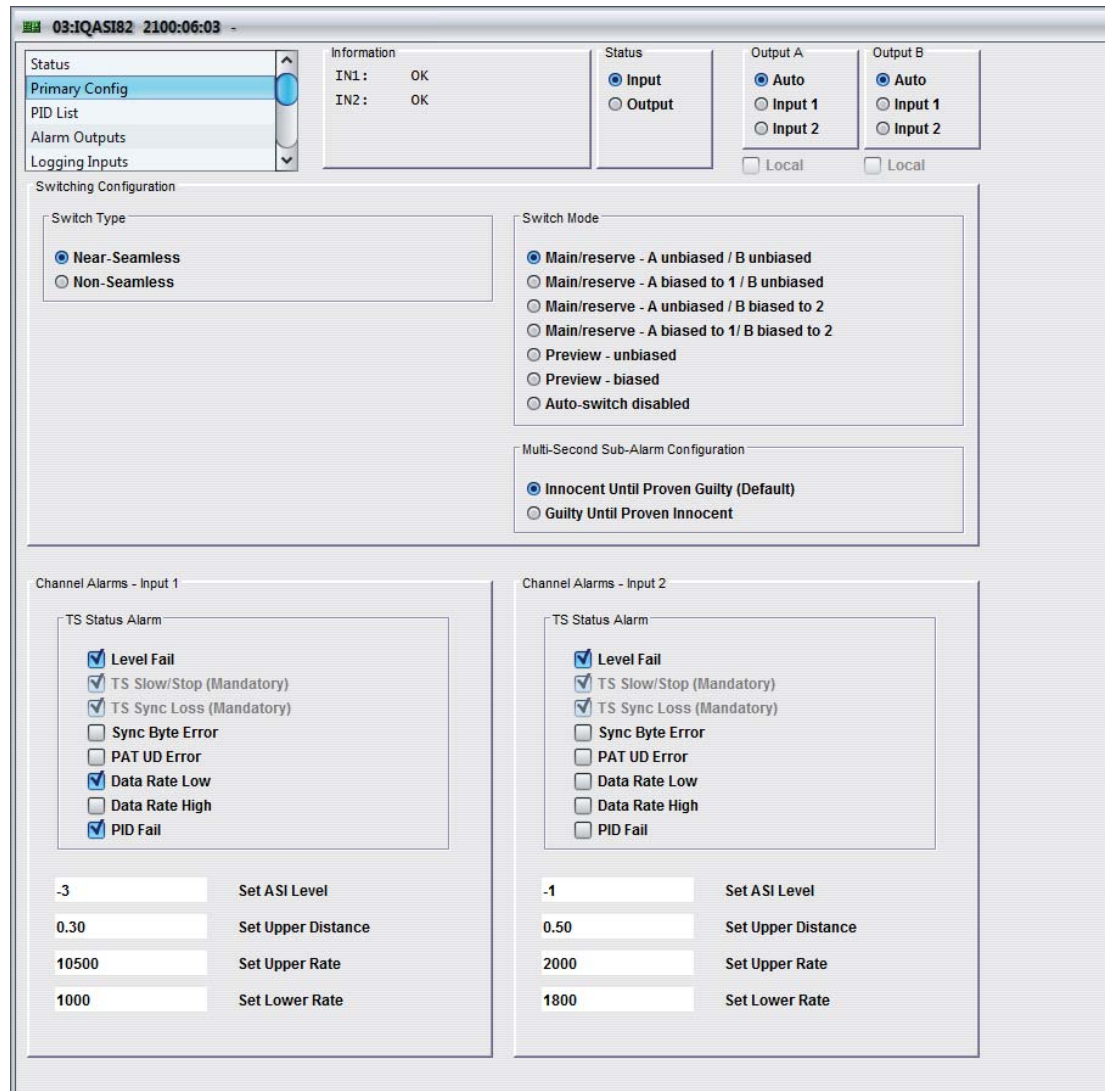 03:IQASI82 2100:06:03 -
Status
Primary Config
PID List
Alarm Outputs
Logging Inputs
Information
IN1: OK
IN2: OK
Status
Input
Output
Output A
Auto
Input 1
Input 2
Local
Output B
Auto
Input 1
Input 2
Local
Switching Configuration
Switch Type
Near-Seamless
Non-Seamless
Switch Mode
Main/reserve - A unbiased / B unbiased
Main/reserve - A biased to 1 / B unbiased
Main/reserve - A unbiased / B biased to 2
Main/reserve - A biased to 1/ B biased to 2
Preview - unbiased
Preview - biased
Auto-switch disabled
Multi-Second Sub-Alarm Configuration
Innocent Until Proven Guilty (Default)
Guilty Until Proven Innocent
Channel Alarms - Input 1
TS Status Alarm
Level Fail
TS Slow/Stop (Mandatory)
TS Sync Loss (Mandatory)
Sync Byte Error
PAT UD Error
Data Rate Low
Data Rate High
PID Fail
-3 Set ASI Level
0.30 Set Upper Distance
10500 Set Upper Rate
1000 Set Lower Rate
Channel Alarms - Input 2
TS Status Alarm
Level Fail
TS Slow/Stop (Mandatory)
TS Sync Loss (Mandatory)
Sync Byte Error
PAT UD Error
Data Rate Low
Data Rate High
PID Fail
-1 Set ASI Level
0.50 Set Upper Distance
2000 Set Upper Rate
1800 Set Lower Rate